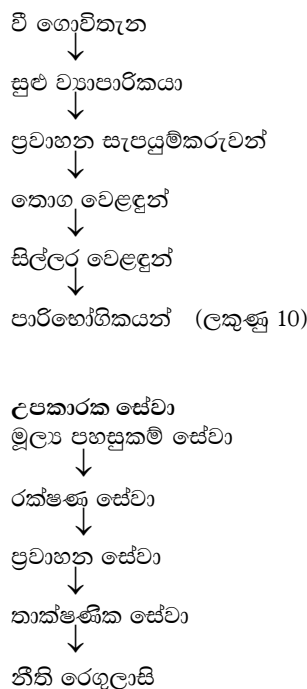 වී ගොවිතැන
සුළු ව්‍යාපාරිකයා
ප්‍රවාහන සැපයුම්කරුවන්
තොග වෙළඳුන්
සිල්ලර වෙළඳුන්
පාරිභෝගිකයන් (ලකුණු 10)
උපකාරක සේවා
මූල්‍ය පහසුකම් සේවා
රක්ෂණ සේවා
ප්‍රවාහන සේවා
තාක්ෂණික සේවා
නීති රෙගුලාසි